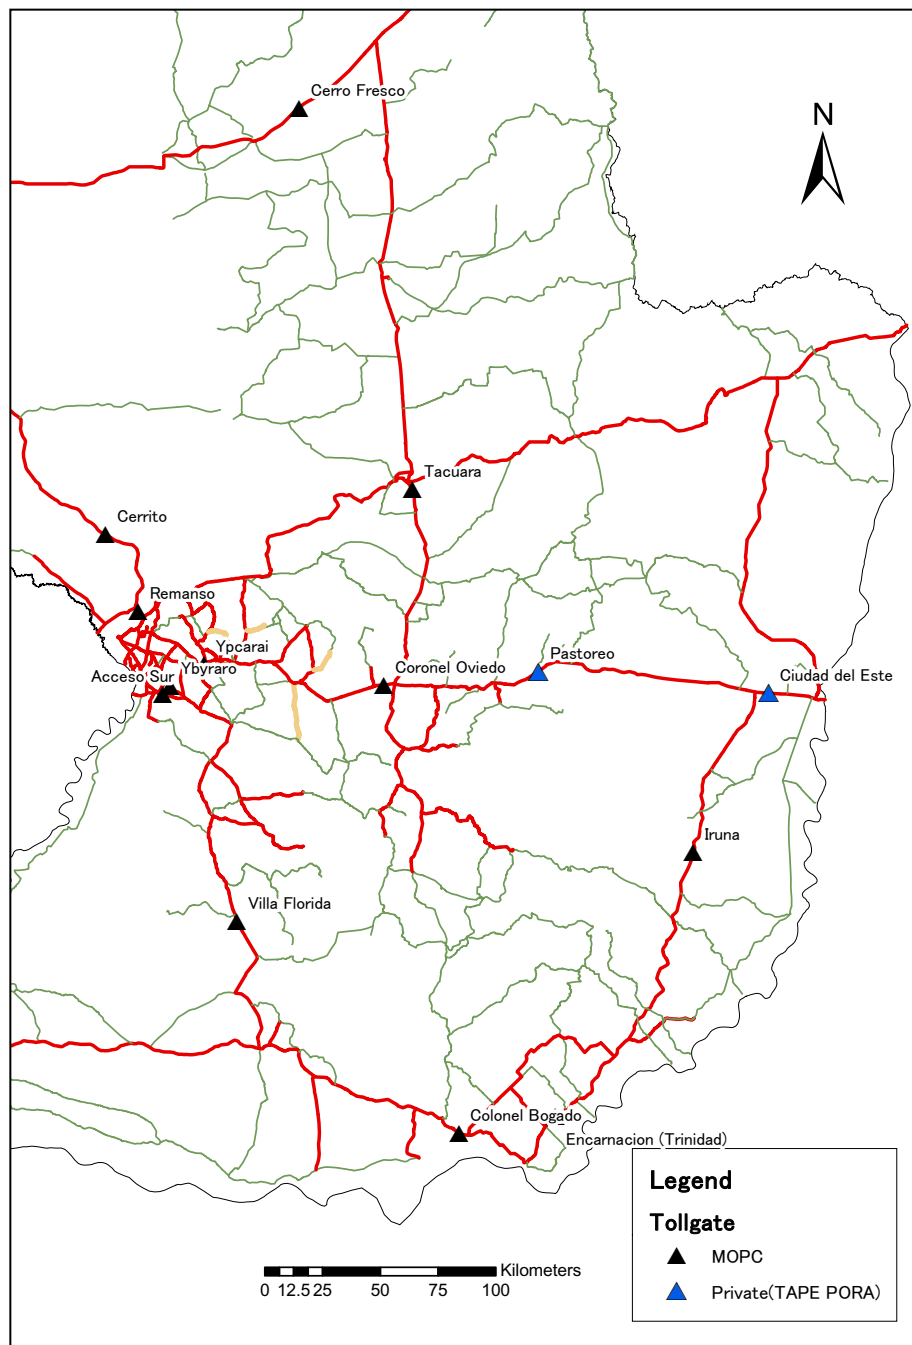 Cerro Fresco
N
Tacuara
Cerrito
Remanso
Ypcarai
Ybyraro
Acceso Sur
Coronel Oviedo
Pastoreo
Ciudad del Este
Iruna
Villa Florida
Colonel Bogado
Encarnacion (Trinidad)
Legend
Tollgate
MOPC
Private(TAPE PORA)
Kilometers
0 12.5 25 50 75 100